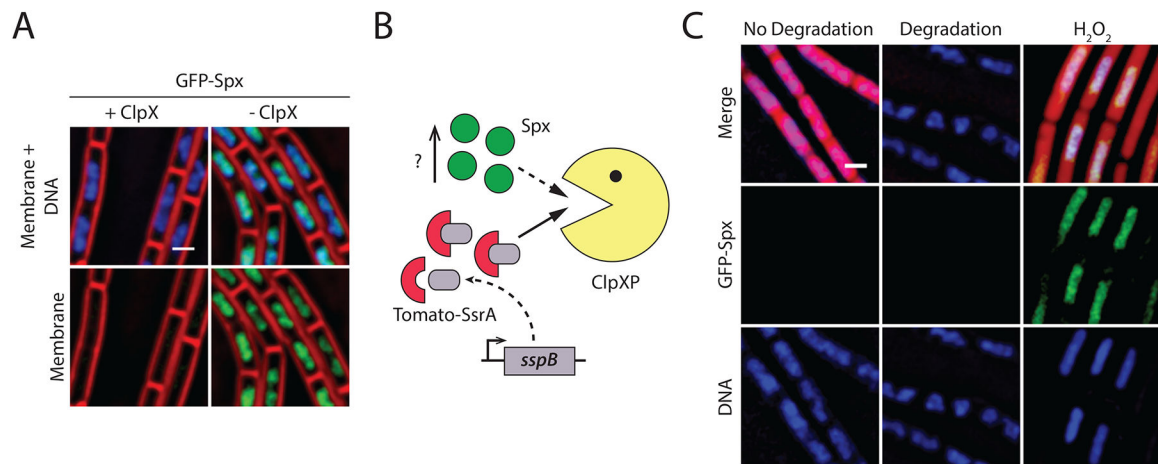 A
GFP-Spx
+ ClpX
- ClpX
Membrane +
DNA
Membrane
B
?
Spx
ClpXP
Tomato-SsrA
sspB
C
No Degradation
Degradation
H₂O₂
Merge
GFP-Spx
DNA